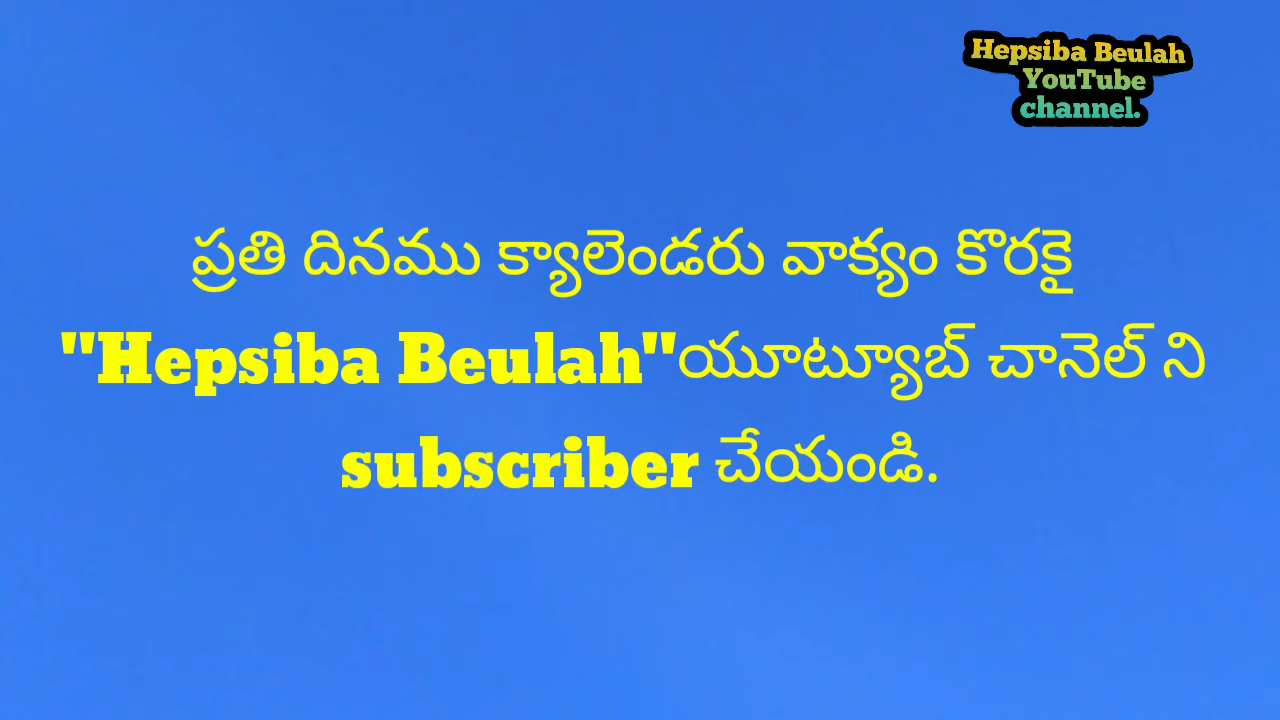 Hepsiba Beulah
YouTube
channel.
ప్రతి దినము క్యాలెండరు వాక్యం కొరకై
"Hepsiba Beulah"యూట్యూబ్ చానెల్ ని
subscriber చేయండి.